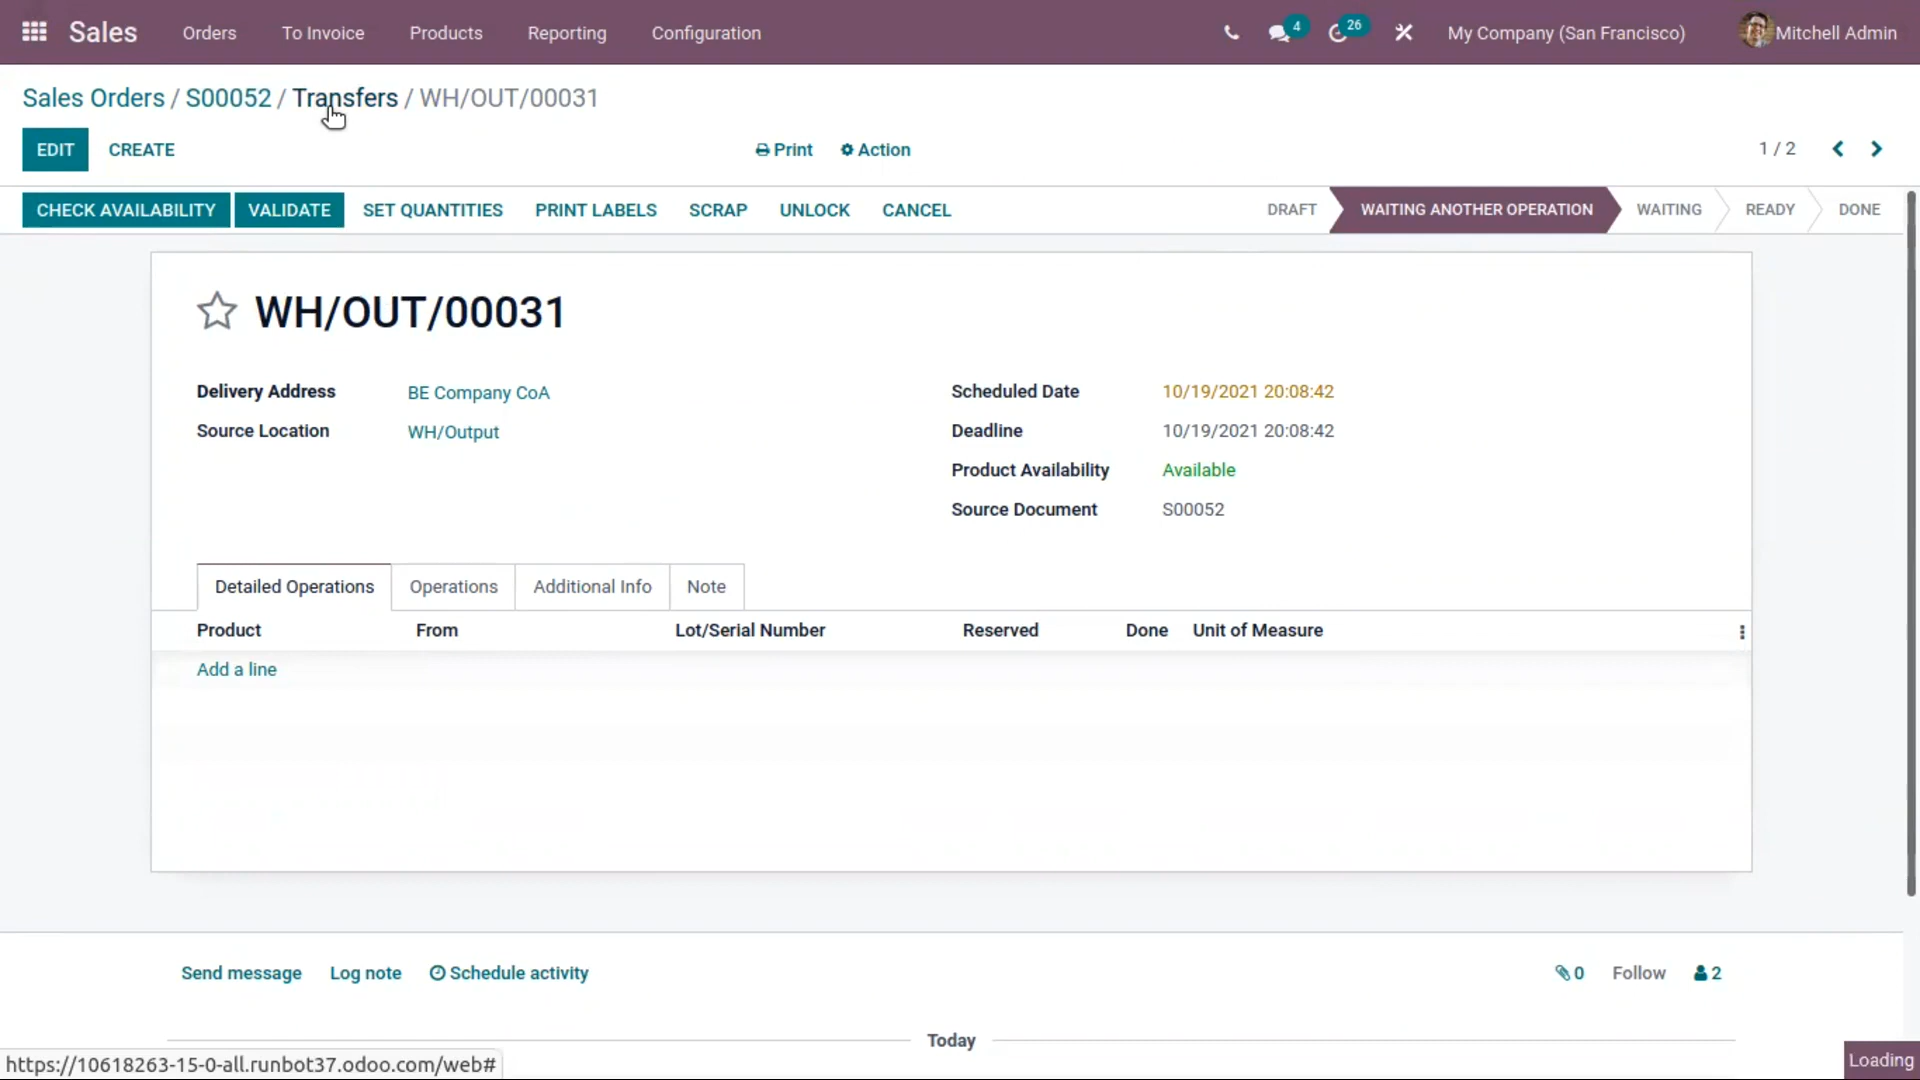 Sales Orders To Invoice Products Reporting Configuration 4 26 My Company (San Francisco) Mitchell Admin
Sales Orders / S00052 / Transfers / WH/OUT/00031
EDIT CREATE Print Action 1 / 2
CHECK AVAILABILITY VALIDATE SET QUANTITIES PRINT LABELS SCRAP UNLOCK CANCEL DRAFT WAITING ANOTHER OPERATION WAITING READY DONE
WH/OUT/00031
Delivery Address BE Company CoA Scheduled Date 10/19/2021 20:08:42
Source Location WH/Output Deadline 10/19/2021 20:08:42
Product Availability Available
Source Document S00052
Detailed Operations Operations Additional Info Note
Product From Lot/Serial Number Reserved Done Unit of Measure
Add a line
Send message Log note Schedule activity 0 Follow 2
Today
https://10618263-15-0-all.runbot37.odoo.com/web# Loading